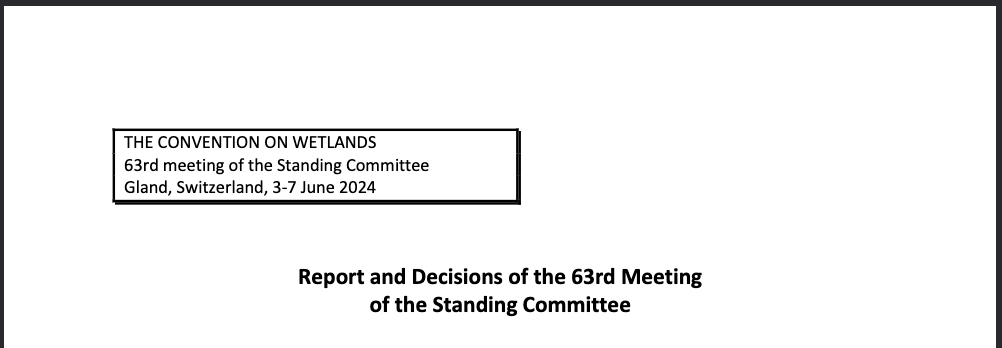 THE CONVENTION ON WETLANDS
63rd meeting of the Standing Committee
Gland, Switzerland, 3-7 June 2024
Report and Decisions of the 63rd Meeting
of the Standing Committee